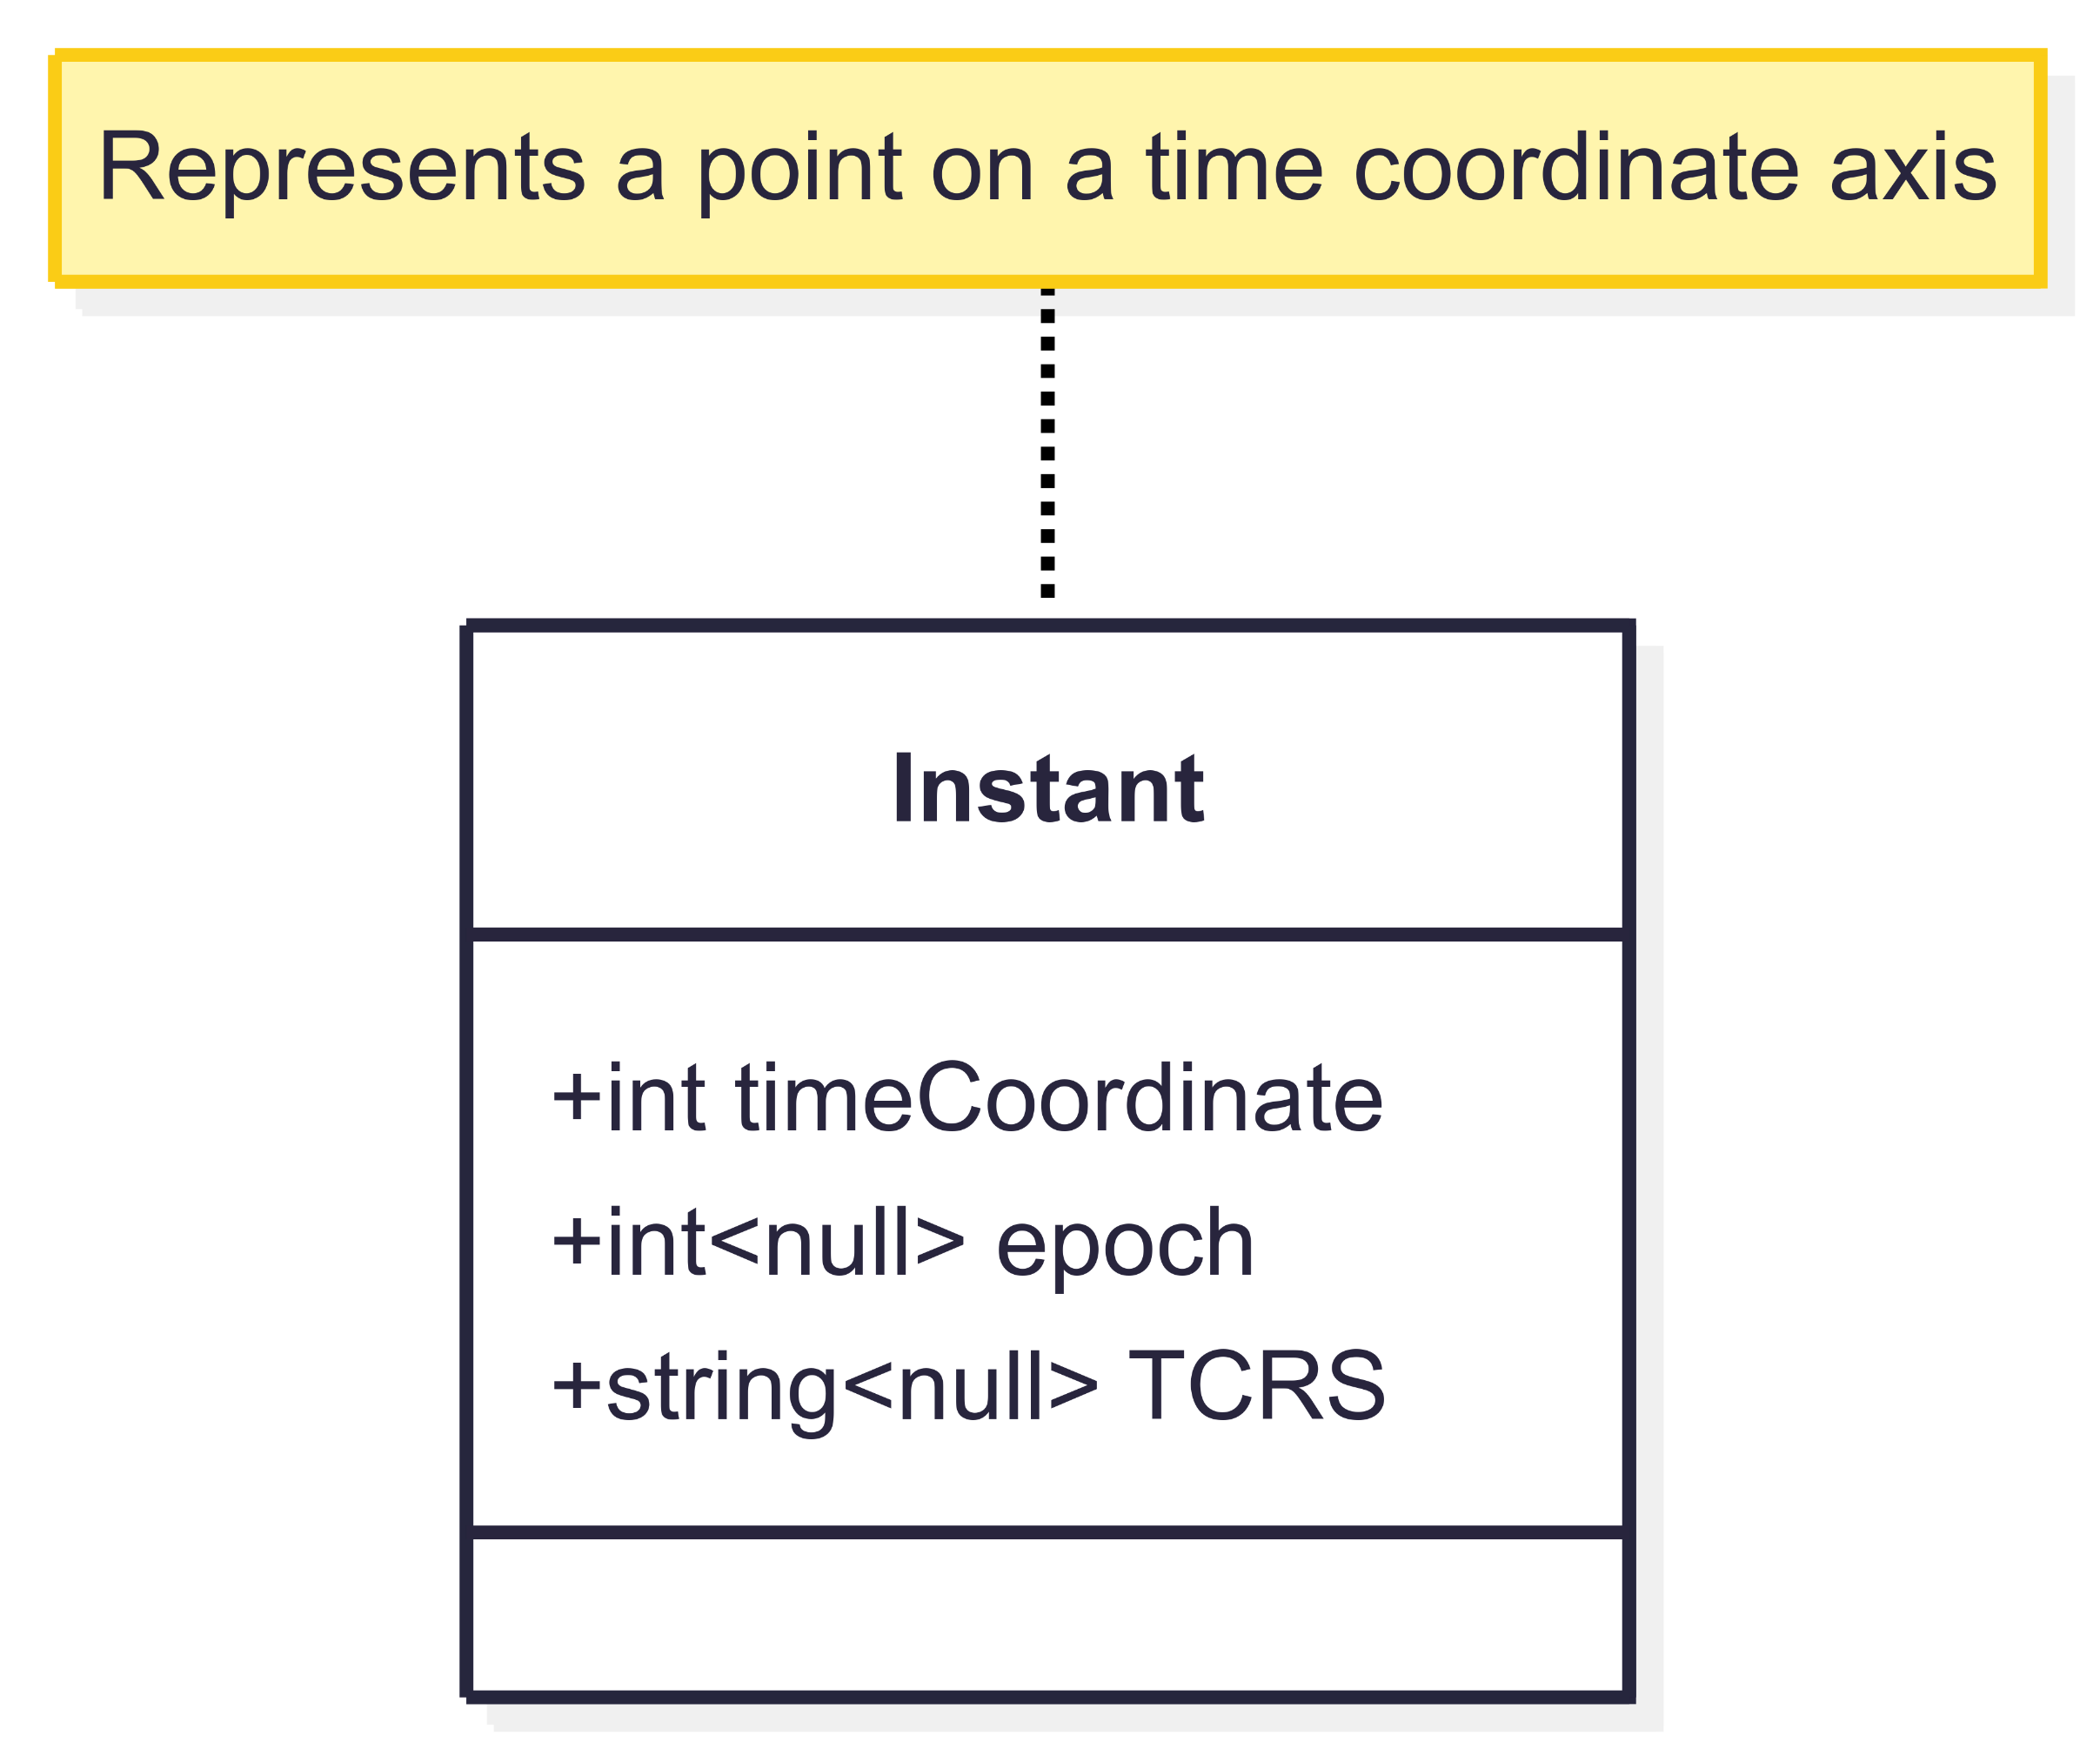 Represents a point on a time coordinate axis
Instant
+int timeCoordinate
+int<null> epoch
+string<null> TCRS